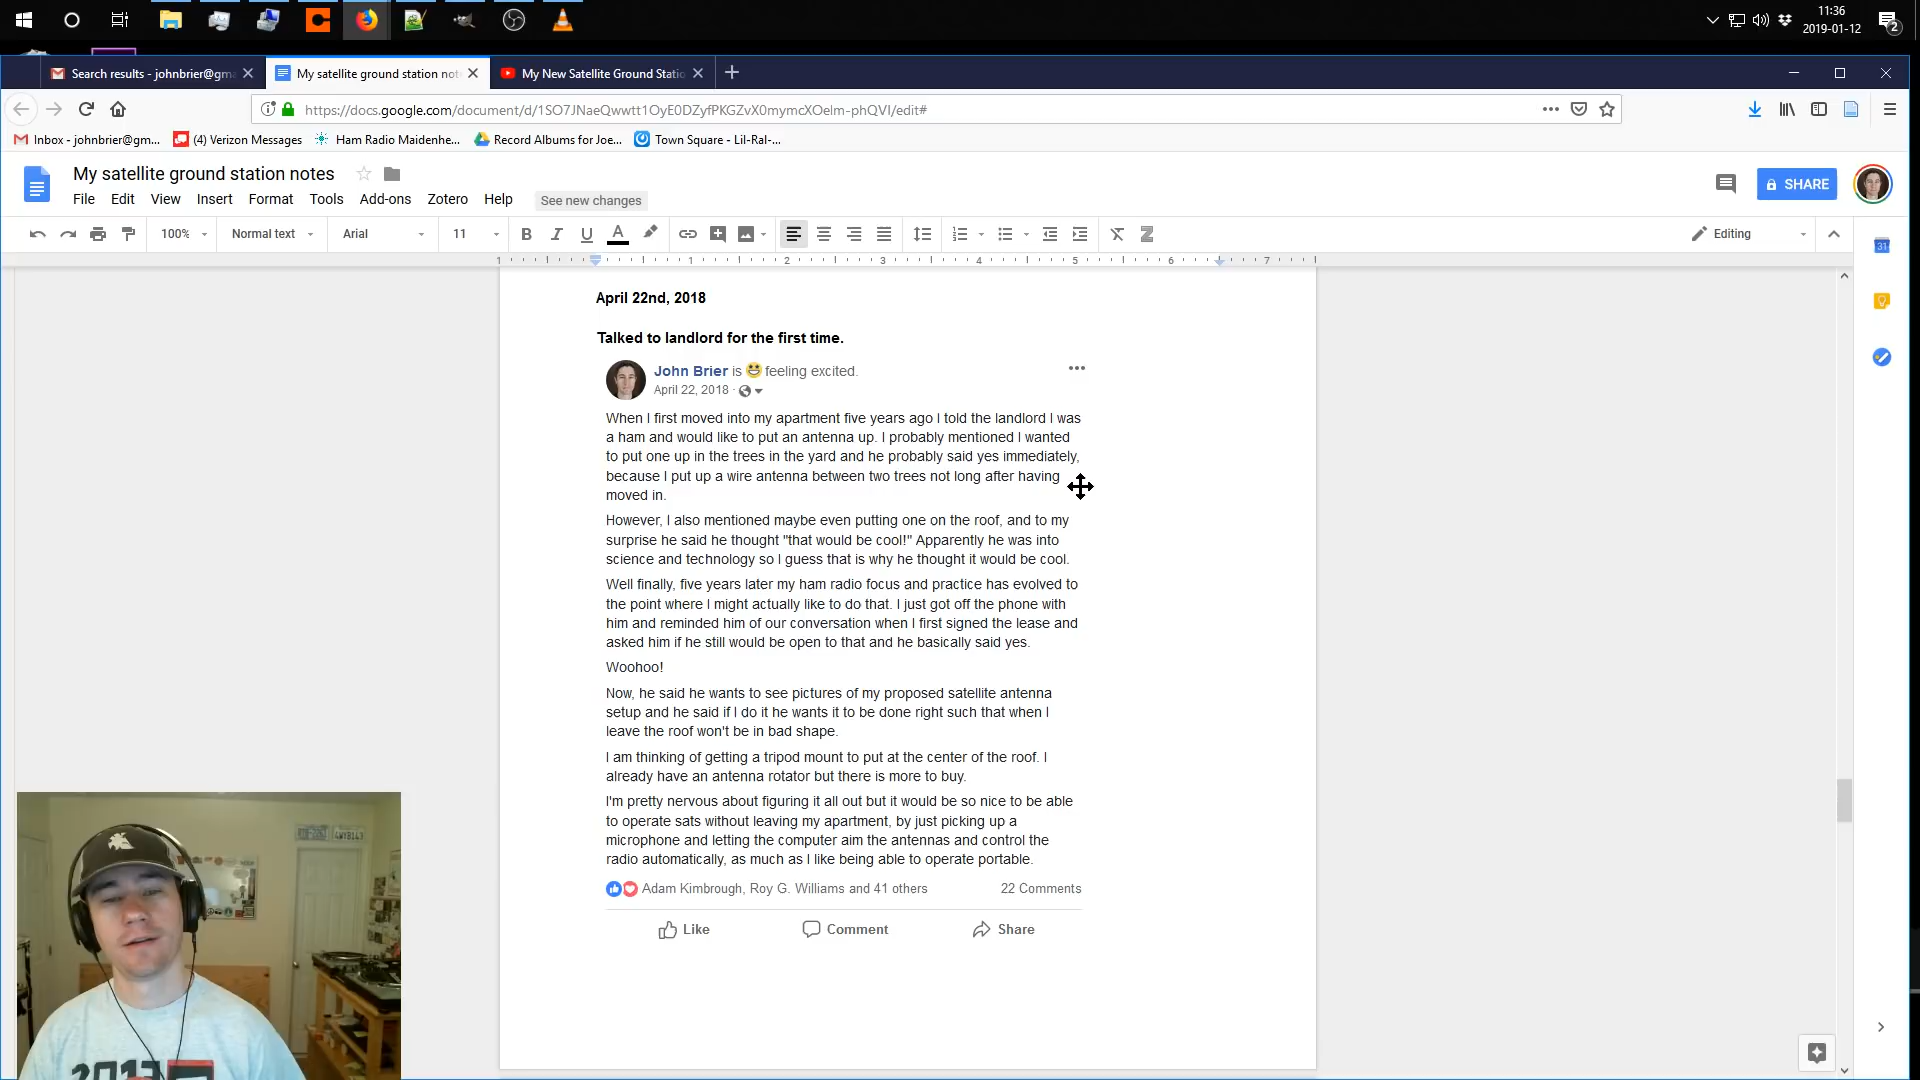 11:36
2019-01-12
2
Search results - johnbrier@gm
My satellite ground station not
My New Satellite Ground Statio
https://docs.google.com/document/d/1SO7JNaeQwwtt1OyE0DZyfPKGZvX0mymcXOelm-phQVI/edit#
Inbox - johnbrier@gm...
(4) Verizon Messages
Ham Radio Maidenhe...
Record Albums for Joe...
Town Square - Lil-Ral-...
My satellite ground station notes
SHARE
File Edit View Insert Format Tools Add-ons Zotero Help See new changes
100% Normal text Arial 11 Editing
1 1 2 3 4 5 6 7
31
April 22nd, 2018
Talked to landlord for the first time.
John Brier is feeling excited.
April 22, 2018 ·
When I first moved into my apartment five years ago I told the landlord I was
a ham and would like to put an antenna up. I probably mentioned I wanted
to put one up in the trees in the yard and he probably said yes immediately,
because I put up a wire antenna between two trees not long after having
moved in.
However, I also mentioned maybe even putting one on the roof, and to my
surprise he said he thought "that would be cool!" Apparently he was into
science and technology so I guess that is why he thought it would be cool.
Well finally, five years later my ham radio focus and practice has evolved to
the point where I might actually like to do that. I just got off the phone with
him and reminded him of our conversation when I first signed the lease and
asked him if he still would be open to that and he basically said yes.
Woohoo!
Now, he said he wants to see pictures of my proposed satellite antenna
setup and he said if I do it he wants it to be done right such that when I
leave the roof won't be in bad shape.
I am thinking of getting a tripod mount to put at the center of the roof. I
already have an antenna rotator but there is more to buy.
I'm pretty nervous about figuring it all out but it would be so nice to be able
to operate sats without leaving my apartment, by just picking up a
microphone and letting the computer aim the antennas and control the
radio automatically, as much as I like being able to operate portable.
Adam Kimbrough, Roy G. Williams and 41 others
22 Comments
Like
Comment
Share